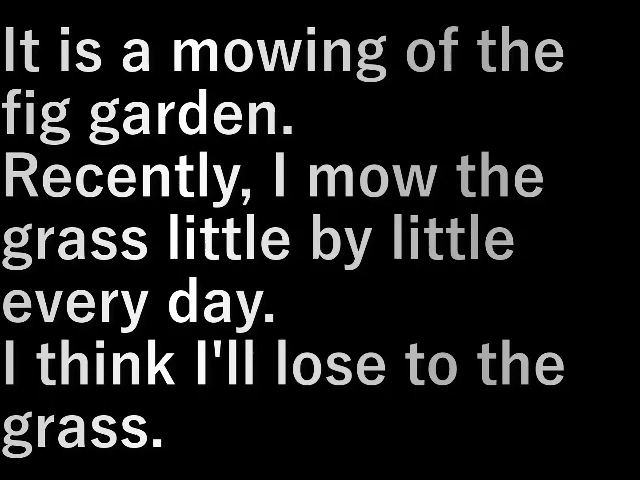 It is a mowing of the
fig garden.
Recently, I mow the
grass little by little
every day.
I think I'll lose to the
grass.